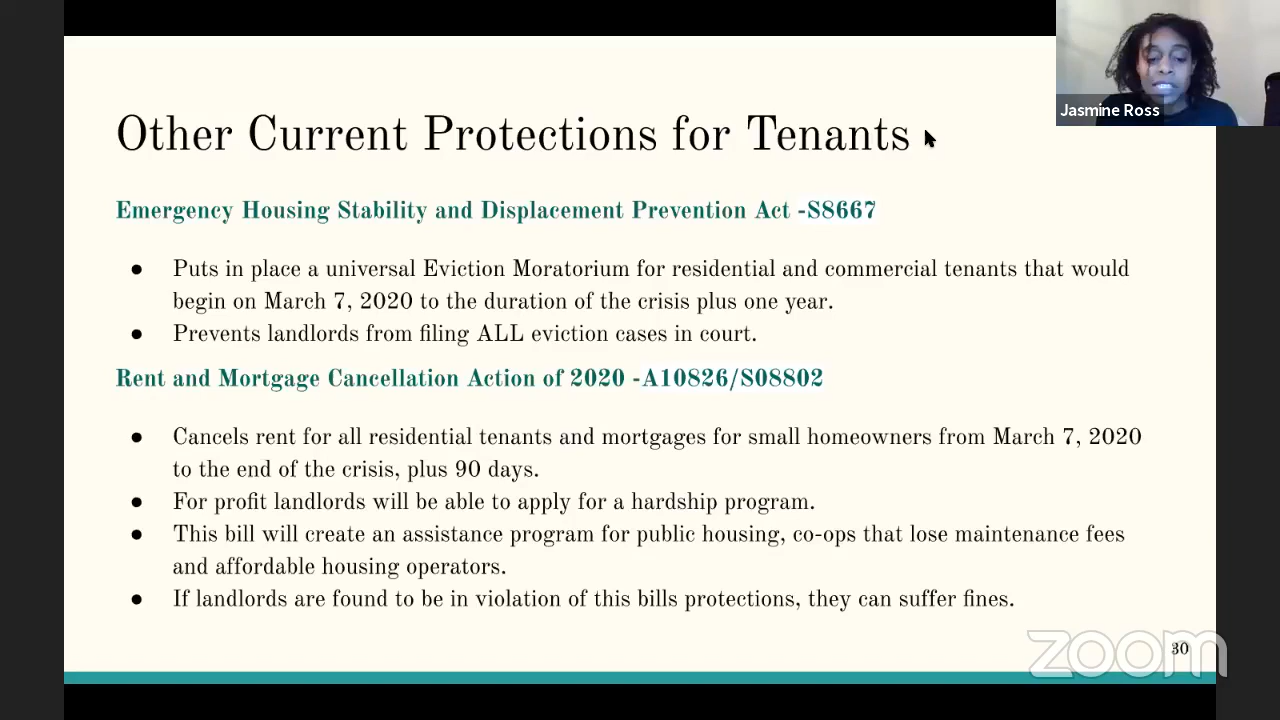 Jasmine Ross
Other Current Protections for Tenants
Emergency Housing Stability and Displacement Prevention Act -S8667
● Puts in place a universal Eviction Moratorium for residential and commercial tenants that would
begin on March 7, 2020 to the duration of the crisis plus one year.
● Prevents landlords from filing ALL eviction cases in court.
Rent and Mortgage Cancellation Action of 2020 -A10826/S08802
● Cancels rent for all residential tenants and mortgages for small homeowners from March 7, 2020
to the end of the crisis, plus 90 days.
● For profit landlords will be able to apply for a hardship program.
● This bill will create an assistance program for public housing, co-ops that lose maintenance fees
and affordable housing operators.
● If landlords are found to be in violation of this bills protections, they can suffer fines.
zoom
30